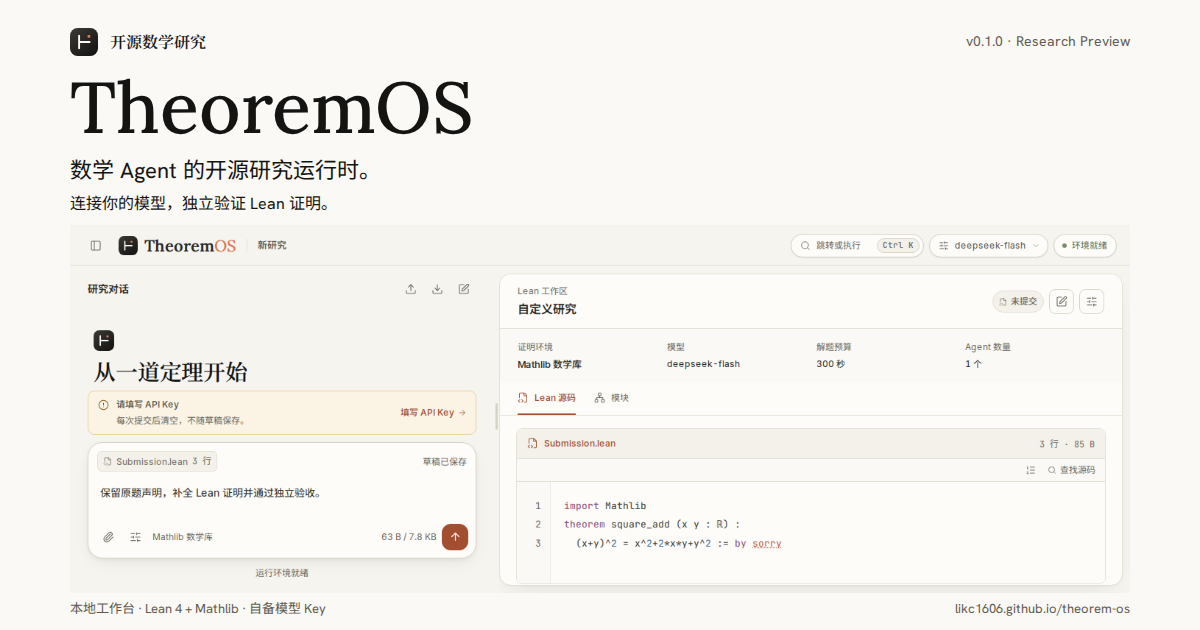 开源数学研究
v0.1.0 · Research Preview
TheoremOS
数学 Agent 的开源研究运行时。
连接你的模型，独立验证 Lean 证明。
TheoremOS 新研究
跳转或执行 Ctrl K
deepseek-flash
环境就绪
研究对话
从一道定理开始
请填写 API Key
每次提交后清空，不随草稿保存。
填写 API Key →
Submission.lean 3 行
草稿已保存
保留原题声明，补全 Lean 证明并通过独立验收。
Mathlib 数学库
63 B / 7.8 KB
运行环境就绪
Lean 工作区
自定义研究
未提交
证明环境 模型 解题预算 Agent 数量
Mathlib 数学库 deepseek-flash 300 秒 1 个
Lean 源码 模块
Submission.lean 3 行 · 85 B
查找源码
1 import Mathlib
2 theorem square_add (x y : ℝ) :
3 (x+y)^2 = x^2+2*x*y+y^2 := by sorry
本地工作台 · Lean 4 + Mathlib · 自备模型 Key
likc1606.github.io/theorem-os